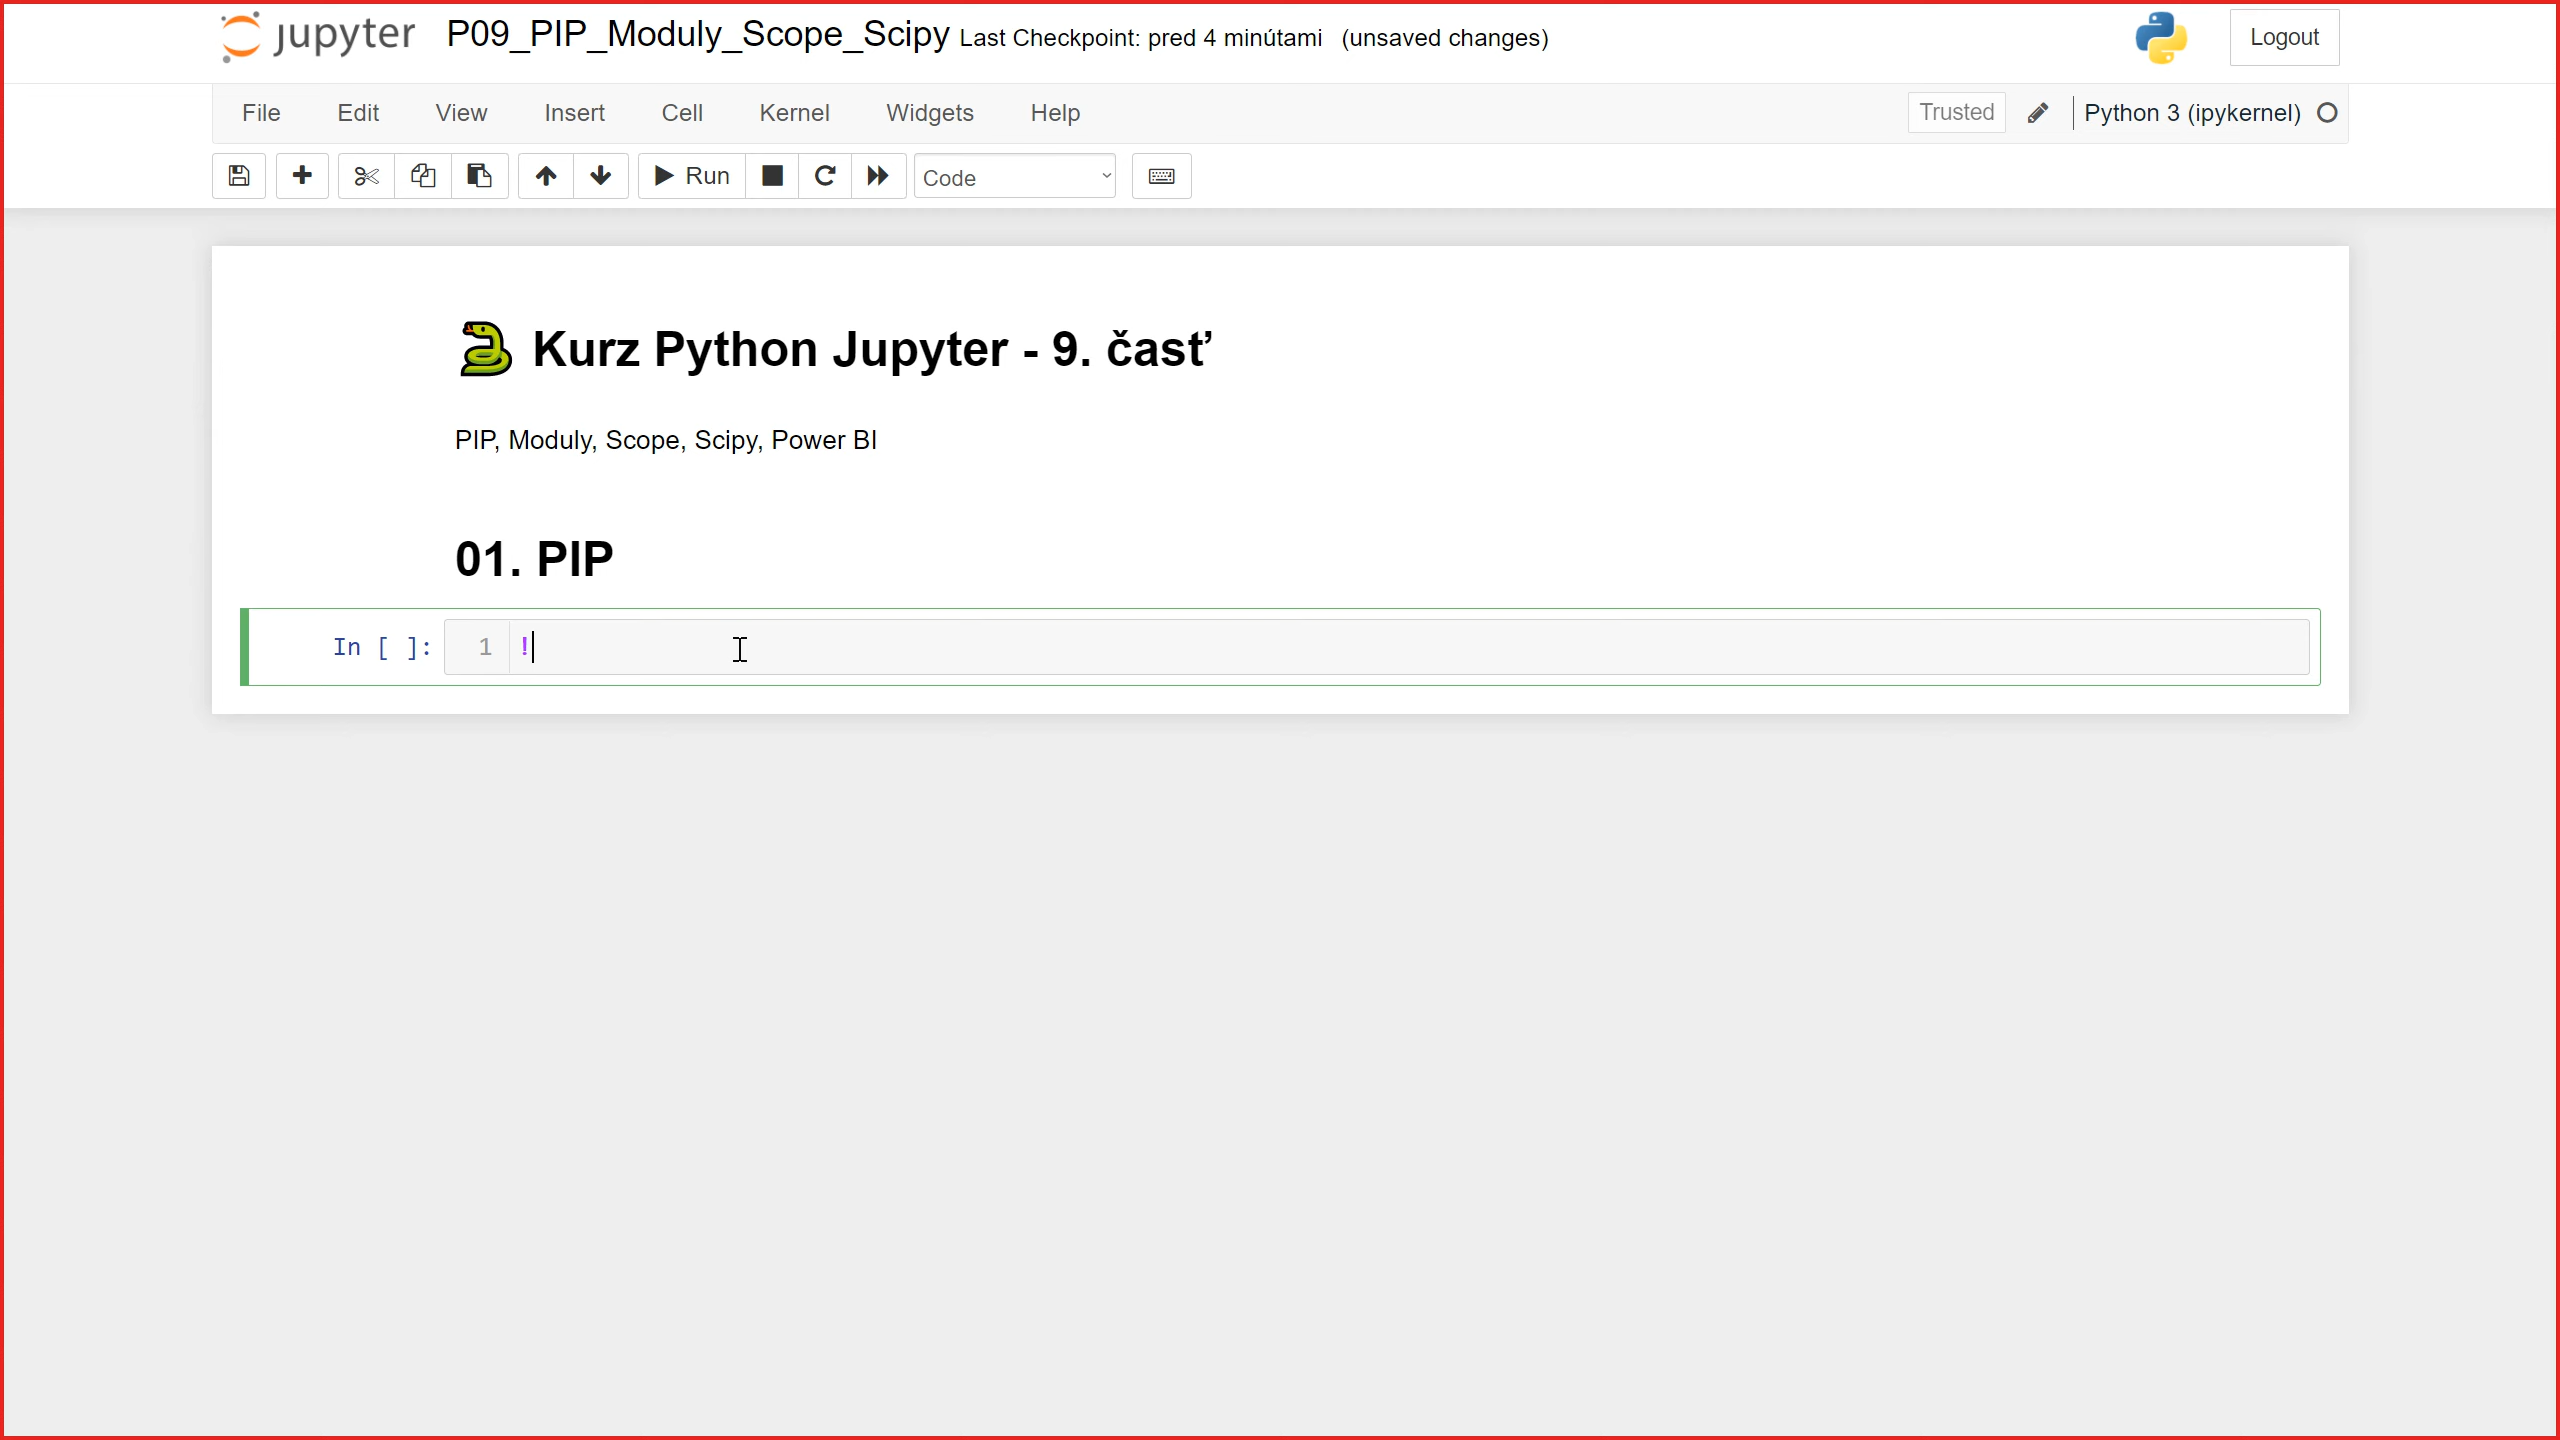 jupyter P09_PIP_Moduly_Scope_Scipy Last Checkpoint: pred 4 minútami (unsaved changes) Logout
File Edit View Insert Cell Kernel Widgets Help Trusted Python 3 (ipykernel)
Run Code
Kurz Python Jupyter - 9. časť
PIP, Moduly, Scope, Scipy, Power BI
01. PIP
In [ ]: 1 !